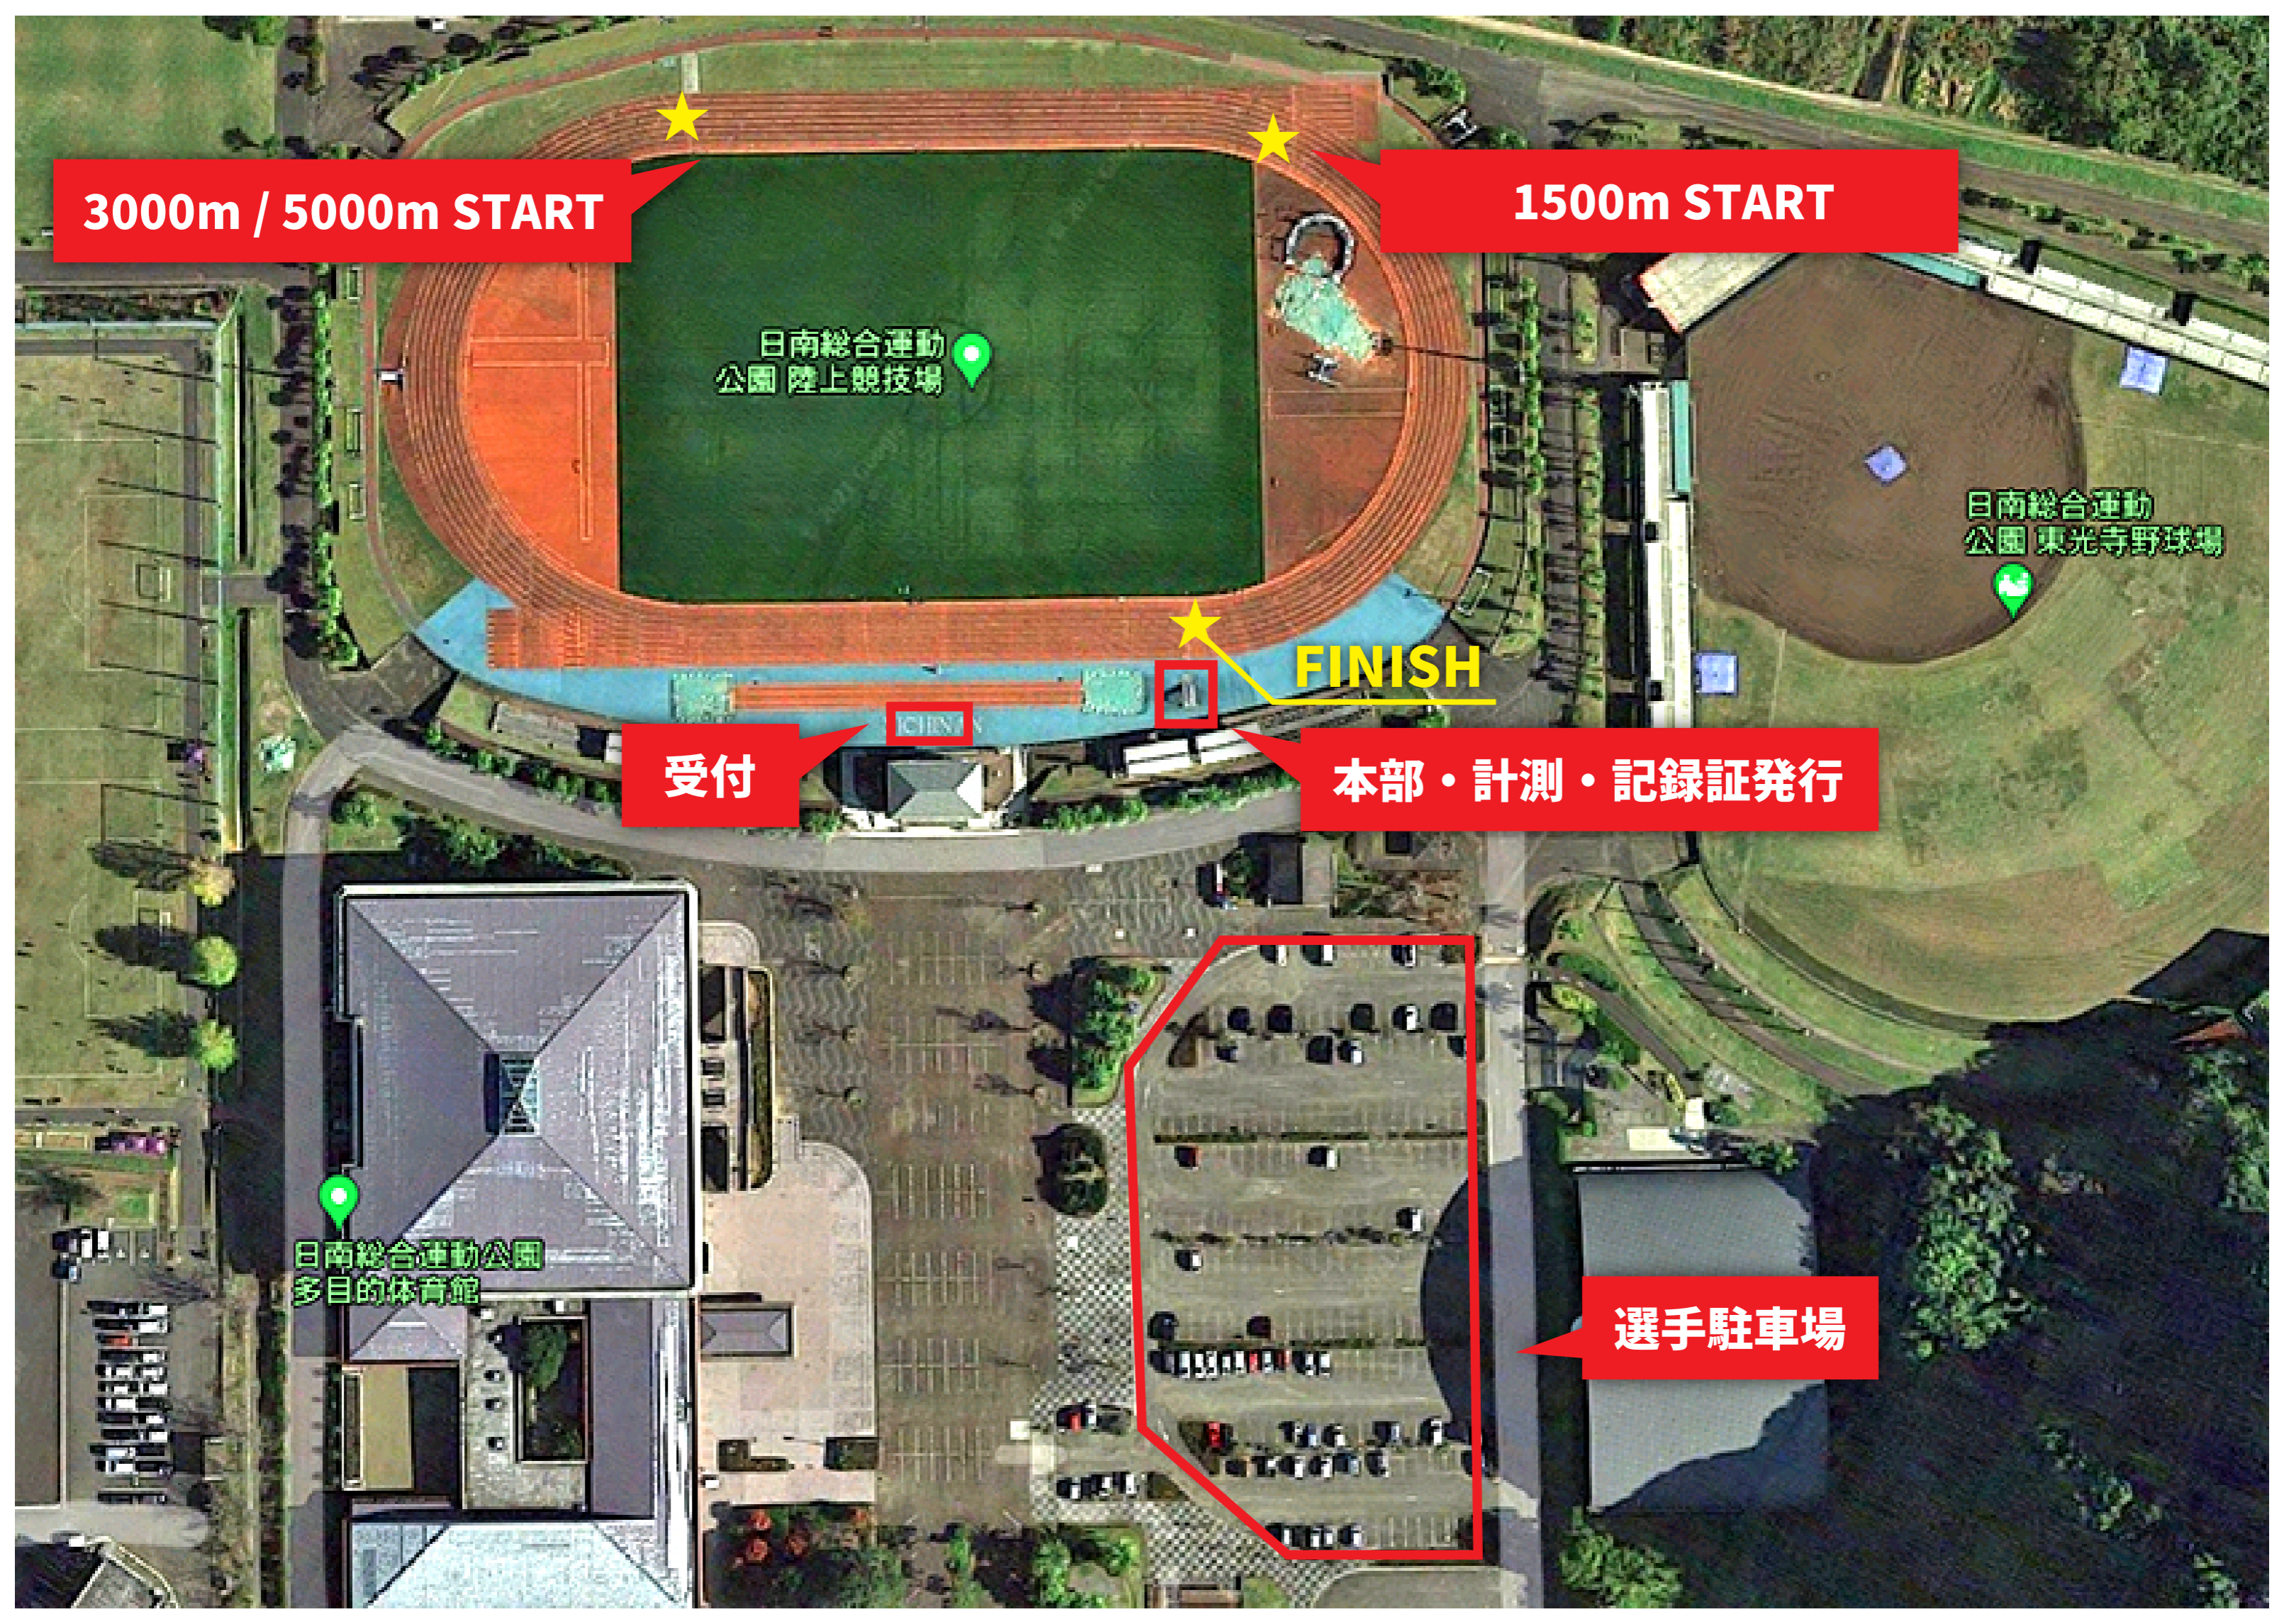 3000m / 5000m START
1500m START
日南総合運動
公園 陸上競技場
日南総合運動
公園 東光寺野球場
FINISH
ICHINAN
受付
本部・計測・記録証発行
日南総合運動公園
多目的体育館
選手駐車場